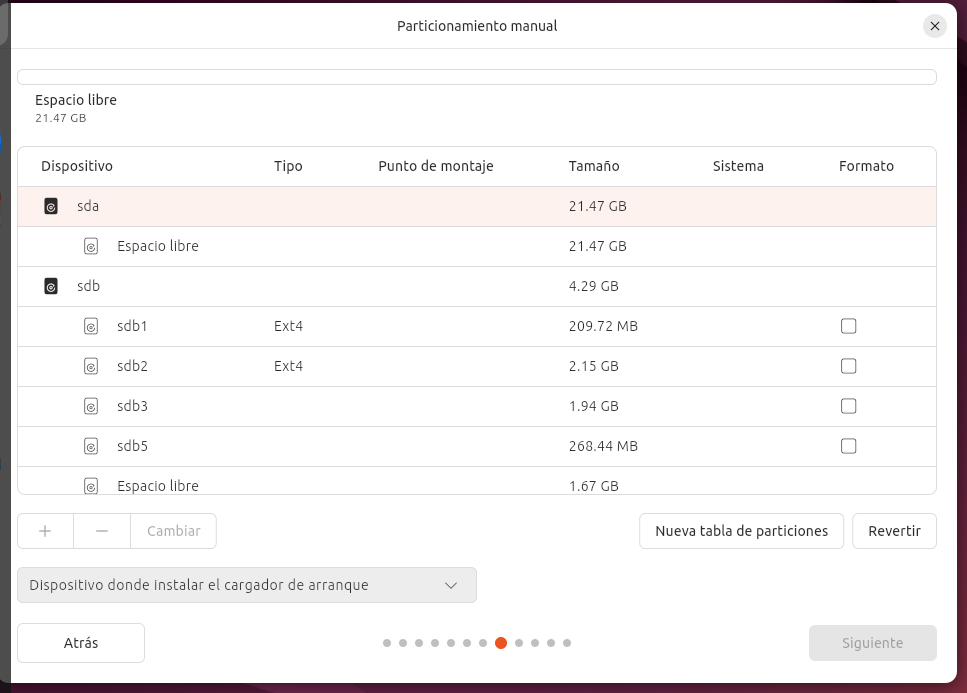 Particionamiento manual
Espacio libre
21.47 GB
Dispositivo Tipo Punto de montaje Tamaño Sistema Formato
sda 21.47 GB
Espacio libre 21.47 GB
sdb 4.29 GB
sdb1 Ext4 209.72 MB
sdb2 Ext4 2.15 GB
sdb3 1.94 GB
sdb5 268.44 MB
Espacio libre 1.67 GB
+ − Cambiar Nueva tabla de particiones Revertir
Dispositivo donde instalar el cargador de arranque
Atrás Siguiente